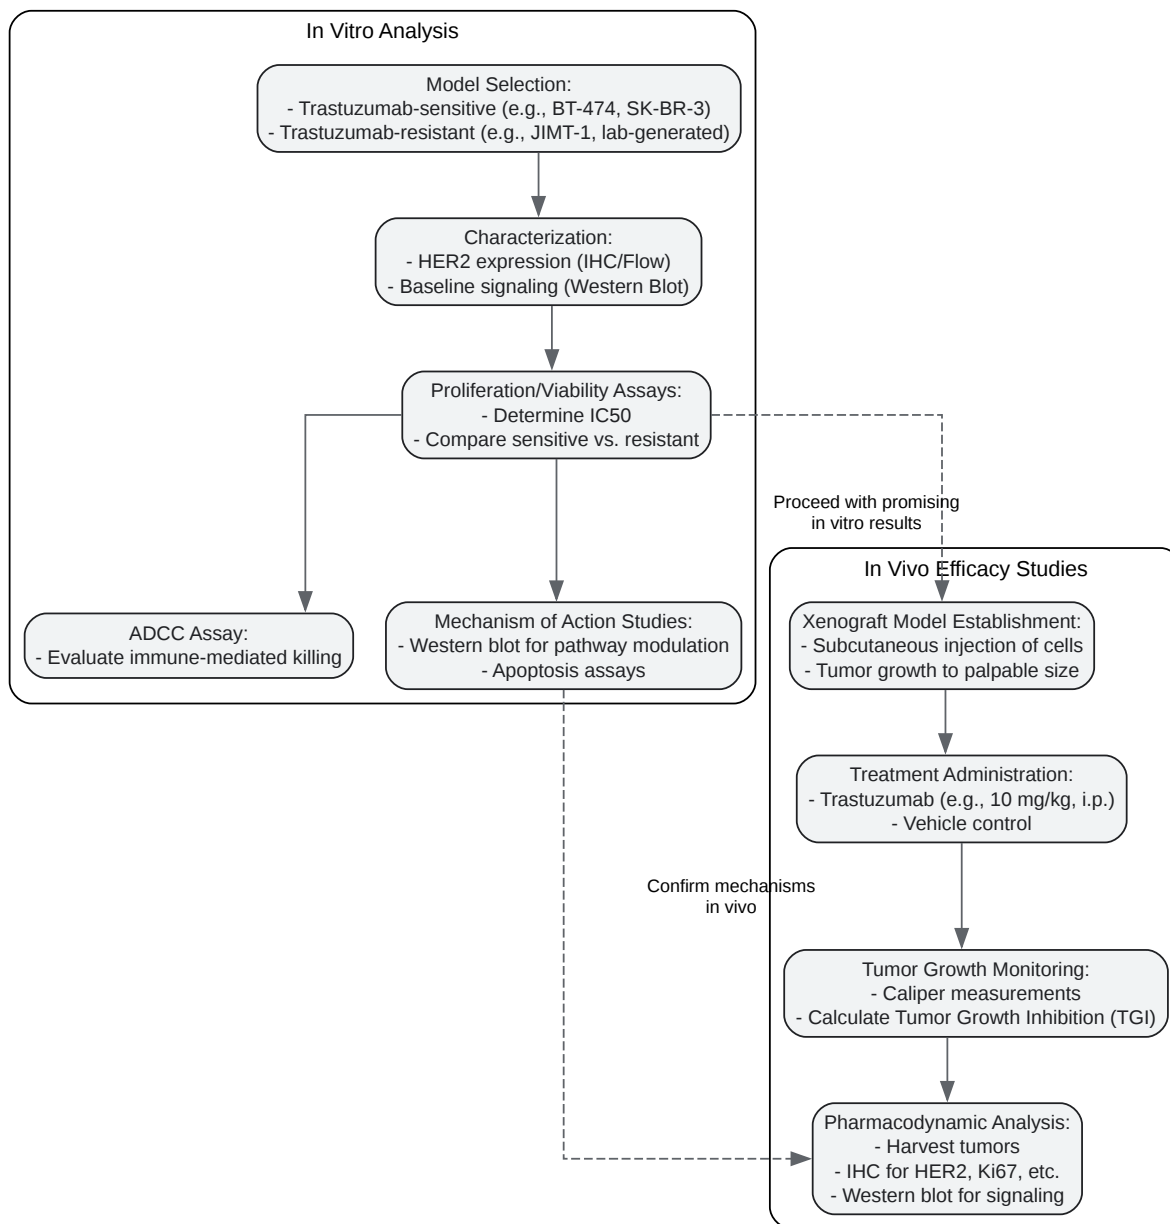 In Vitro Analysis
Model Selection:
- Trastuzumab-sensitive (e.g., BT-474, SK-BR-3)
- Trastuzumab-resistant (e.g., JIMT-1, lab-generated)
Characterization:
- HER2 expression (IHC/Flow)
- Baseline signaling (Western Blot)
Proliferation/Viability Assays:
- Determine IC50
- Compare sensitive vs. resistant
ADCC Assay:
- Evaluate immune-mediated killing
Mechanism of Action Studies:
- Western blot for pathway modulation
- Apoptosis assays
Proceed with promising
in vitro results
In Vivo Efficacy Studies
Xenograft Model Establishment:
- Subcutaneous injection of cells
- Tumor growth to palpable size
Treatment Administration:
- Trastuzumab (e.g., 10 mg/kg, i.p.)
- Vehicle control
Confirm mechanisms
in vivo
Tumor Growth Monitoring:
- Caliper measurements
- Calculate Tumor Growth Inhibition (TGI)
Pharmacodynamic Analysis:
- Harvest tumors
- IHC for HER2, Ki67, etc.
- Western blot for signaling